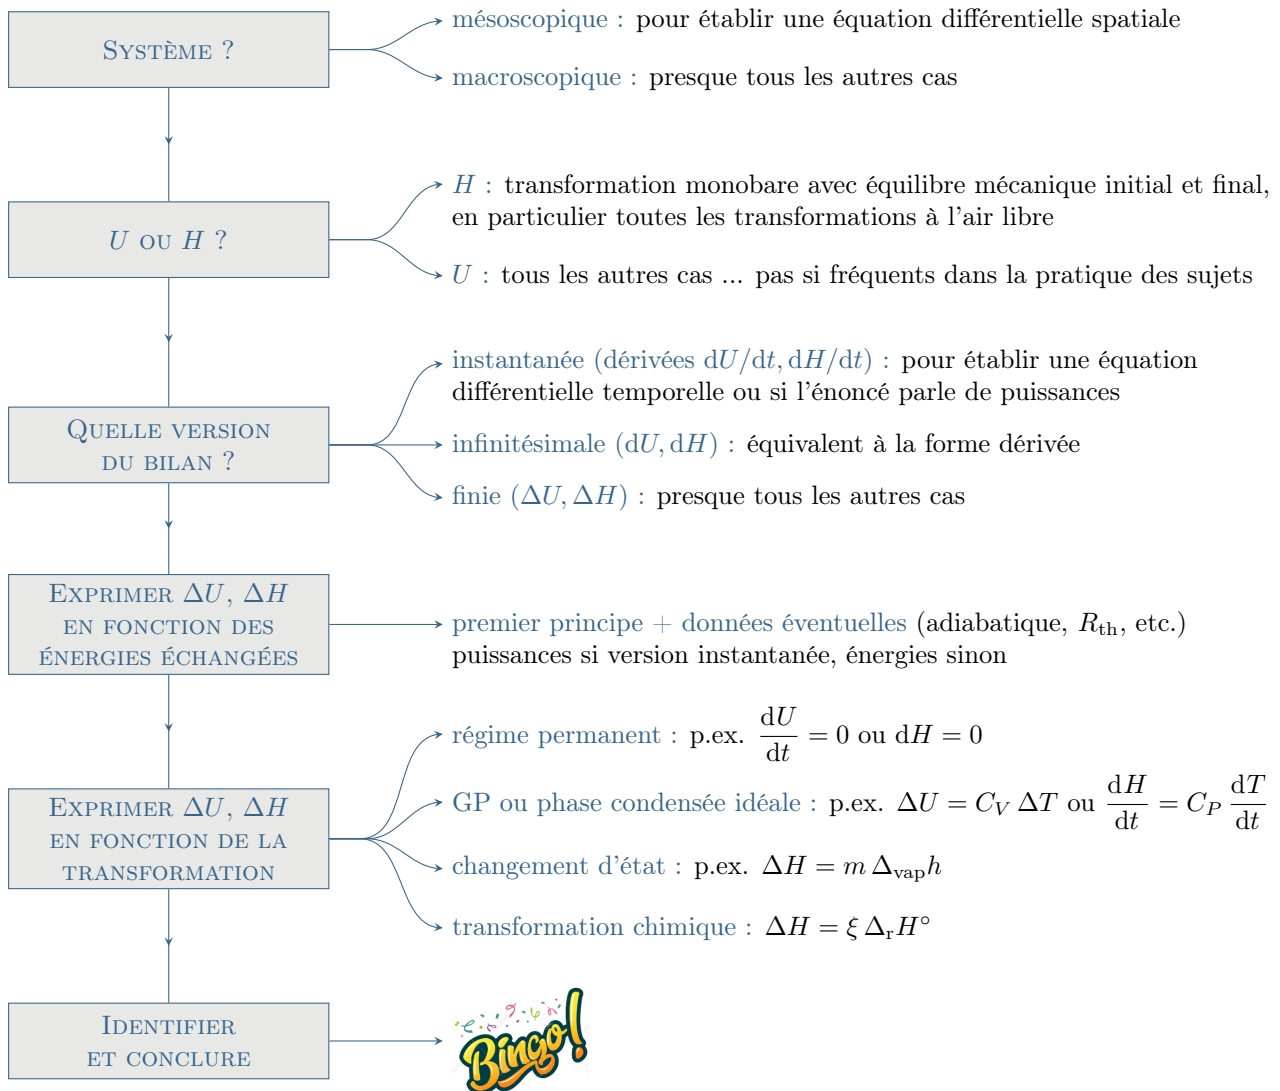 SYSTÈME ?
mésoscopique : pour établir une équation différentielle spatiale
macroscopique : presque tous les autres cas
U OU H ?
H : transformation monobare avec équilibre mécanique initial et final,
en particulier toutes les transformations à l'air libre
U : tous les autres cas ... pas si fréquents dans la pratique des sujets
QUELLE VERSION
DU BILAN ?
instantanée (dérivées dU/dt, dH/dt) : pour établir une équation
différentielle temporelle ou si l'énoncé parle de puissances
infinitésimale (dU, dH) : équivalent à la forme dérivée
finie (ΔU, ΔH) : presque tous les autres cas
EXPRIMER ΔU, ΔH
EN FONCTION DES
ÉNERGIES ÉCHANGÉES
premier principe + données éventuelles (adiabatique, R_th, etc.)
puissances si version instantanée, énergies sinon
EXPRIMER ΔU, ΔH
EN FONCTION DE LA
TRANSFORMATION
régime permanent : p.ex. dU/dt = 0 ou dH = 0
GP ou phase condensée idéale : p.ex. ΔU = C_V ΔT ou dH/dt = C_P dT/dt
changement d'état : p.ex. ΔH = m Δ_vap h
transformation chimique : ΔH = ξ Δ_r H°
IDENTIFIER
ET CONCLURE
Bingo!